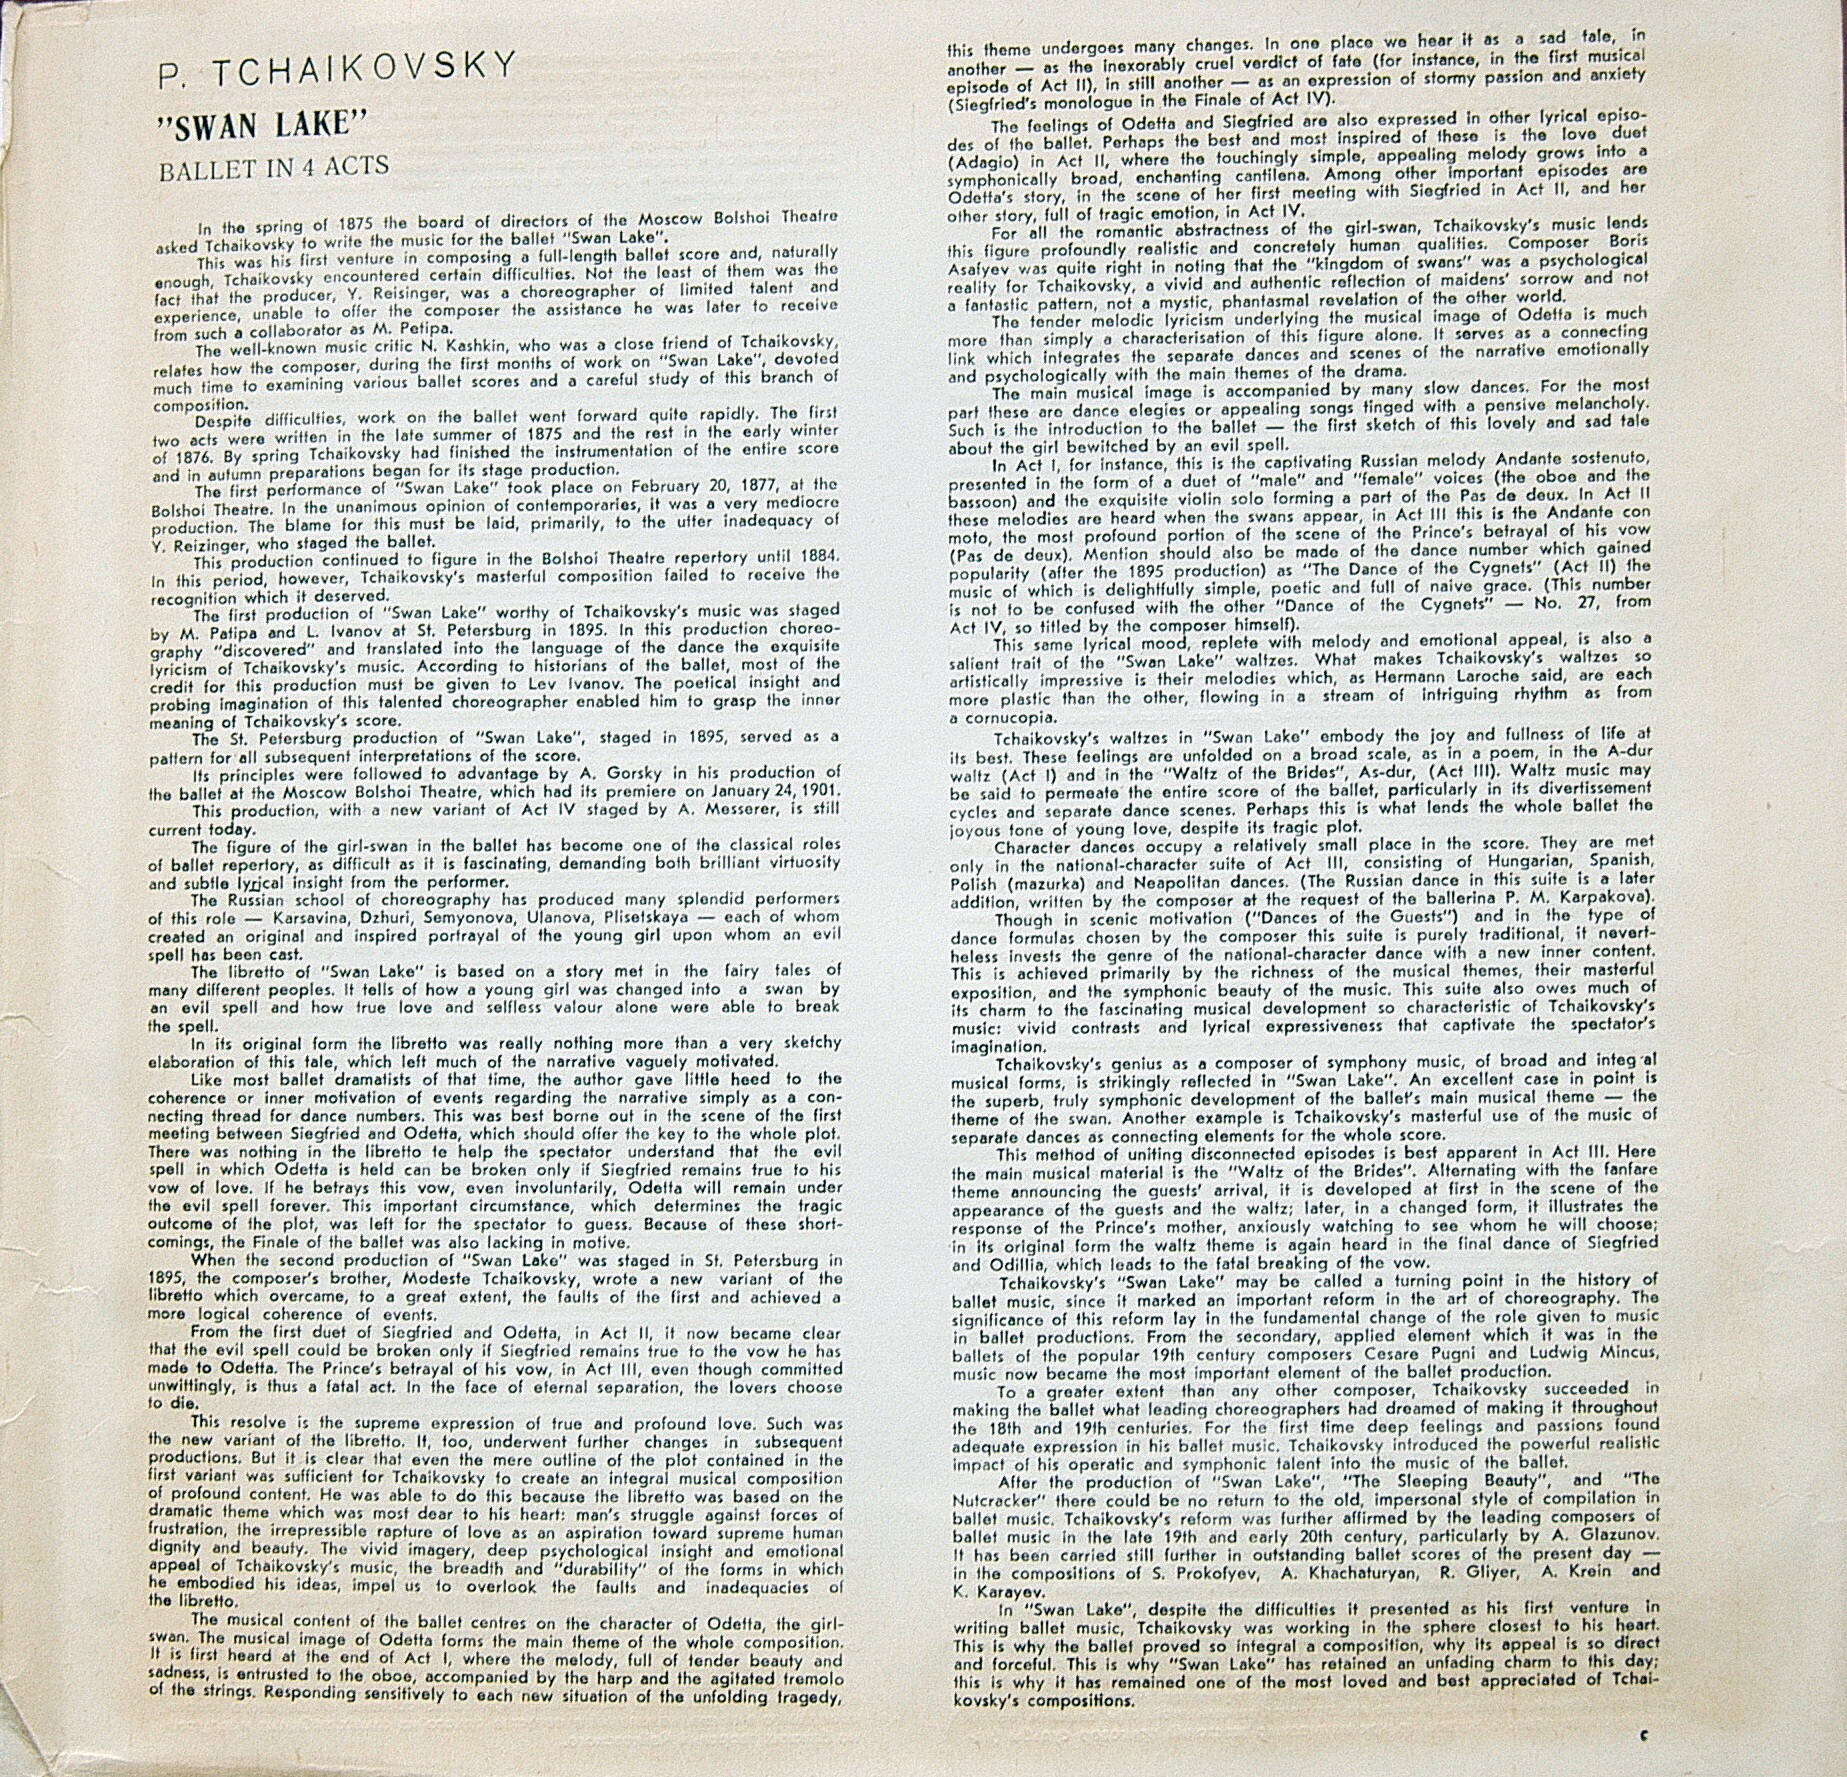 P. TCHAIKOVSKY
"SWAN LAKE"
BALLET IN 4 ACTS
In the spring of 1875 the board of directors of the Moscow Bolshoi Theatre
asked Tchaikovsky to write the music for the ballet "Swan Lake".
This was his first venture in composing a full-length ballet score and, naturally
enough, Tchaikovsky encountered certain difficulties. Not the least of them was the
fact that the producer, Y. Reisinger, was a choreographer of limited talent and
experience, unable to offer the composer the assistance he was later to receive
from such a collaborator as M. Petipa.
The well-known music critic N. Kashkin, who was a close friend of Tchaikovsky,
relates how the composer, during the first months of work on "Swan Lake", devoted
much time to examining various ballet scores and a careful study of this branch of
composition.
Despite difficulties, work on the ballet went forward quite rapidly. The first
two acts were written in the late summer of 1875 and the rest in the early winter
of 1876. By spring Tchaikovsky had finished the instrumentation of the entire score
and in autumn preparations began for its stage production.
The first performance of "Swan Lake" took place on February 20, 1877, at the
Bolshoi Theatre. In the unanimous opinion of contemporaries, it was a very mediocre
production. The blame for this must be laid, primarily, to the utter inadequacy of
Y. Reizinger, who staged the ballet.
This production continued to figure in the Bolshoi Theatre repertory until 1884.
In this period, however, Tchaikovsky's masterful composition failed to receive the
recognition which it deserved.
The first production of "Swan Lake" worthy of Tchaikovsky's music was staged
by M. Patipa and L. Ivanov at St. Petersburg in 1895. In this production choreo-
graphy "discovered" and translated into the language of the dance the exquisite
lyricism of Tchaikovsky's music. According to historians of the ballet, most of the
credit for this production must be given to Lev Ivanov. The poetical insight and
probing imagination of this talented choreographer enabled him to grasp the inner
meaning of Tchaikovsky's score.
The St. Petersburg production of "Swan Lake", staged in 1895, served as a
pattern for all subsequent interpretations of the score.
Its principles were followed to advantage by A. Gorsky in his production of
the ballet at the Moscow Bolshoi Theatre, which had its premiere on January 24, 1901.
This production, with a new variant of Act IV staged by A. Messerer, is still
current today.
The figure of the girl-swan in the ballet has become one of the classical roles
of ballet repertory, as difficult as it is fascinating, demanding both brilliant virtuosity
and subtle lyrical insight from the performer.
The Russian school of choreography has produced many splendid performers
of this role — Karsavina, Dzhuri, Semyonova, Ulanova, Plisetskaya — each of whom
created an original and inspired portrayal of the young girl upon whom an evil
spell has been cast.
The libretto of "Swan Lake" is based on a story met in the fairy tales of
many different peoples. It tells of how a young girl was changed into a swan by
an evil spell and how true love and selfless valour alone were able to break
the spell.
In its original form the libretto was really nothing more than a very sketchy
elaboration of this tale, which left much of the narrative vaguely motivated.
Like most ballet dramatists of that time, the author gave little heed to the
coherence or inner motivation of events regarding the narrative simply as a con-
necting thread for dance numbers. This was best borne out in the scene of the first
meeting between Siegfried and Odetta, which should offer the key to the whole plot.
There was nothing in the libretto te help the spectator understand that the evil
spell in which Odetta is held can be broken only if Siegfried remains true to his
vow of love. If he betrays this vow, even involuntarily, Odetta will remain under
the evil spell forever. This important circumstance, which determines the tragic
outcome of the plot, was left for the spectator to guess. Because of these short-
comings, the Finale of the ballet was also lacking in motive.
When the second production of "Swan Lake" was staged in St. Petersburg in
1895, the composer's brother, Modeste Tchaikovsky, wrote a new variant of the
libretto which overcame, to a great extent, the faults of the first and achieved a
more logical coherence of events.
From the first duet of Siegfried and Odetta, in Act II, it now became clear
that the evil spell could be broken only if Siegfried remains true to the vow he has
made to Odetta. The Prince's betrayal of his vow, in Act III, even though committed
unwittingly, is thus a fatal act. In the face of eternal separation, the lovers choose
to die.
This resolve is the supreme expression of true and profound love. Such was
the new variant of the libretto. It, too, underwent further changes in subsequent
productions. But it is clear that even the mere outline of the plot contained in the
first variant was sufficient for Tchaikovsky to create an integral musical composition
of profound content. He was able to do this because the libretto was based on the
dramatic theme which was most dear to his heart: man's struggle against forces of
frustration, the irrepressible rapture of love as an aspiration toward supreme human
dignity and beauty. The vivid imagery, deep psychological insight and emotional
appeal of Tchaikovsky's music, the breadth and "durability" of the forms in which
he embodied his ideas, impel us to overlook the faults and inadequacies of
the libretto.
The musical content of the ballet centres on the character of Odetta, the girl-
swan. The musical image of Odetta forms the main theme of the whole composition.
It is first heard at the end of Act I, where the melody, full of tender beauty and
sadness, is entrusted to the oboe, accompanied by the harp and the agitated tremolo
of the strings. Responding sensitively to each new situation of the unfolding tragedy,
this theme undergoes many changes. In one place we hear it as a sad tale, in
another — as the inexorably cruel verdict of fate (for instance, in the first musical
episode of Act II), in still another — as an expression of stormy passion and anxiety
(Siegfried's monologue in the Finale of Act IV).
The feelings of Odetta and Siegfried are also expressed in other lyrical episo-
des of the ballet. Perhaps the best and most inspired of these is the love duet
(Adagio) in Act II, where the touchingly simple, appealing melody grows into a
symphonically broad, enchanting cantilena. Among other important episodes are
Odetta's story, in the scene of her first meeting with Siegfried in Act II, and her
other story, full of tragic emotion, in Act IV.
For all the romantic abstractness of the girl-swan, Tchaikovsky's music lends
this figure profoundly realistic and concretely human qualities. Composer Boris
Asafyev was quite right in noting that the "kingdom of swans" was a psychological
reality for Tchaikovsky, a vivid and authentic reflection of maidens' sorrow and not
a fantastic pattern, not a mystic, phantasmal revelation of the other world.
The tender melodic lyricism underlying the musical image of Odetta is much
more than simply a characterisation of this figure alone. It serves as a connecting
link which integrates the separate dances and scenes of the narrative emotionally
and psychologically with the main themes of the drama.
The main musical image is accompanied by many slow dances. For the most
part these are dance elegies or appealing songs tinged with a pensive melancholy.
Such is the introduction to the ballet — the first sketch of this lovely and sad tale
about the girl bewitched by an evil spell.
In Act I, for instance, this is the captivating Russian melody Andante sostenuto,
presented in the form of a duet of "male" and "female" voices (the oboe and the
bassoon) and the exquisite violin solo forming a part of the Pas de deux. In Act II
these melodies are heard when the swans appear, in Act III this is the Andante con
moto, the most profound portion of the scene of the Prince's betrayal of his vow
(Pas de deux). Mention should also be made of the dance number which gained
popularity (after the 1895 production) as "The Dance of the Cygnets" (Act II) the
music of which is delightfully simple, poetic and full of naive grace. (This number
is not to be confused with the other "Dance of the Cygnets" — No. 27, from
Act IV, so titled by the composer himself).
This same lyrical mood, replete with melody and emotional appeal, is also a
salient trait of the "Swan Lake" waltzes. What makes Tchaikovsky's waltzes so
artistically impressive is their melodies which, as Hermann Laroche said, are each
more plastic than the other, flowing in a stream of intriguing rhythm as from
a cornucopia.
Tchaikovsky's waltzes in "Swan Lake" embody the joy and fullness of life at
its best. These feelings are unfolded on a broad scale, as in a poem, in the A-dur
waltz (Act I) and in the "Waltz of the Brides", As-dur, (Act III). Waltz music may
be said to permeate the entire score of the ballet, particularly in its divertissement
cycles and separate dance scenes. Perhaps this is what lends the whole ballet the
joyous tone of young love, despite its tragic plot.
Character dances occupy a relatively small place in the score. They are met
only in the national-character suite of Act III, consisting of Hungarian, Spanish,
Polish (mazurka) and Neapolitan dances. (The Russian dance in this suite is a later
addition, written by the composer at the request of the ballerina P. M. Karpakova).
Though in scenic motivation ("Dances of the Guests") and in the type of
dance formulas chosen by the composer this suite is purely traditional, it nevert-
heless invests the genre of the national-character dance with a new inner content.
This is achieved primarily by the richness of the musical themes, their masterful
exposition, and the symphonic beauty of the music. This suite also owes much of
its charm to the fascinating musical development so characteristic of Tchaikovsky's
music: vivid contrasts and lyrical expressiveness that captivate the spectator's
imagination.
Tchaikovsky's genius as a composer of symphony music, of broad and integral
musical forms, is strikingly reflected in "Swan Lake". An excellent case in point is
the superb, truly symphonic development of the ballet's main musical theme — the
theme of the swan. Another example is Tchaikovsky's masterful use of the music of
separate dances as connecting elements for the whole score.
This method of uniting disconnected episodes is best apparent in Act III. Here
the main musical material is the "Waltz of the Brides". Alternating with the fanfare
theme announcing the guests' arrival, it is developed at first in the scene of the
appearance of the guests and the waltz; later, in a changed form, it illustrates the
response of the Prince's mother, anxiously watching to see whom he will choose;
in its original form the waltz theme is again heard in the final dance of Siegfried
and Odillia, which leads to the fatal breaking of the vow.
Tchaikovsky's "Swan Lake" may be called a turning point in the history of
ballet music, since it marked an important reform in the art of choreography. The
significance of this reform lay in the fundamental change of the role given to music
in ballet productions. From the secondary, applied element which it was in the
ballets of the popular 19th century composers Cesare Pugni and Ludwig Mincus,
music now became the most important element of the ballet production.
To a greater extent than any other composer, Tchaikovsky succeeded in
making the ballet what leading choreographers had dreamed of making it throughout
the 18th and 19th centuries. For the first time deep feelings and passions found
adequate expression in his ballet music. Tchaikovsky introduced the powerful realistic
impact of his operatic and symphonic talent into the music of the ballet.
After the production of "Swan Lake", "The Sleeping Beauty", and "The
Nutcracker" there could be no return to the old, impersonal style of compilation in
ballet music. Tchaikovsky's reform was further affirmed by the leading composers of
ballet music in the late 19th and early 20th century, particularly by A. Glazunov.
It has been carried still further in outstanding ballet scores of the present day —
in the compositions of S. Prokofyev, A. Khachaturyan, R. Gliyer, A. Krein and
K. Karayev.
In "Swan Lake", despite the difficulties it presented as his first venture in
writing ballet music, Tchaikovsky was working in the sphere closest to his heart.
This is why the ballet proved so integral a composition, why its appeal is so direct
and forceful. This is why "Swan Lake" has retained an unfading charm to this day;
this is why it has remained one of the most loved and best appreciated of Tchai-
kovsky's compositions.
c